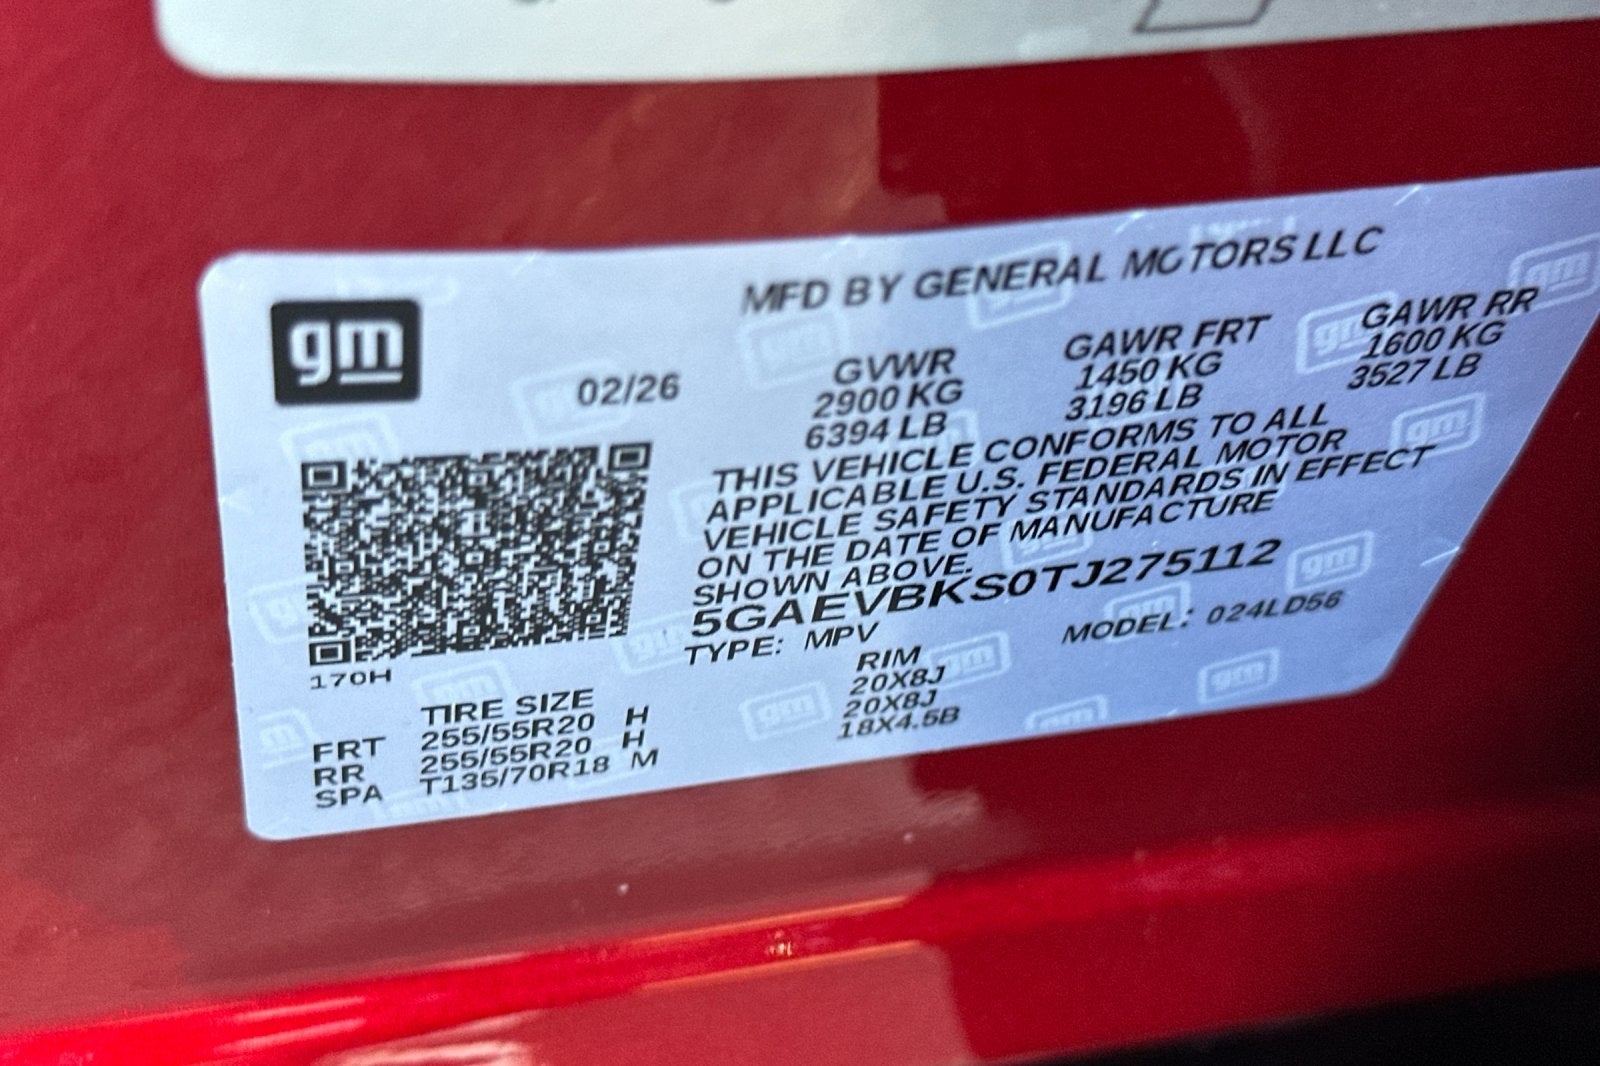 gm
MFD BY GENERAL MOTORS LLC
02/26
GVWR GAWR FRT GAWR RR
2900 KG 1450 KG 1600 KG
6394 LB 3196 LB 3527 LB
THIS VEHICLE CONFORMS TO ALL
APPLICABLE U.S. FEDERAL MOTOR
VEHICLE SAFETY STANDARDS IN EFFECT
ON THE DATE OF MANUFACTURE
SHOWN ABOVE.
5GAEVBKS0TJ275112
TYPE: MPV MODEL: 024LD56
170H
TIRE SIZE RIM
FRT 255/55R20 H 20X8J
RR 255/55R20 H 20X8J
SPA T135/70R18 M 18X4.5B